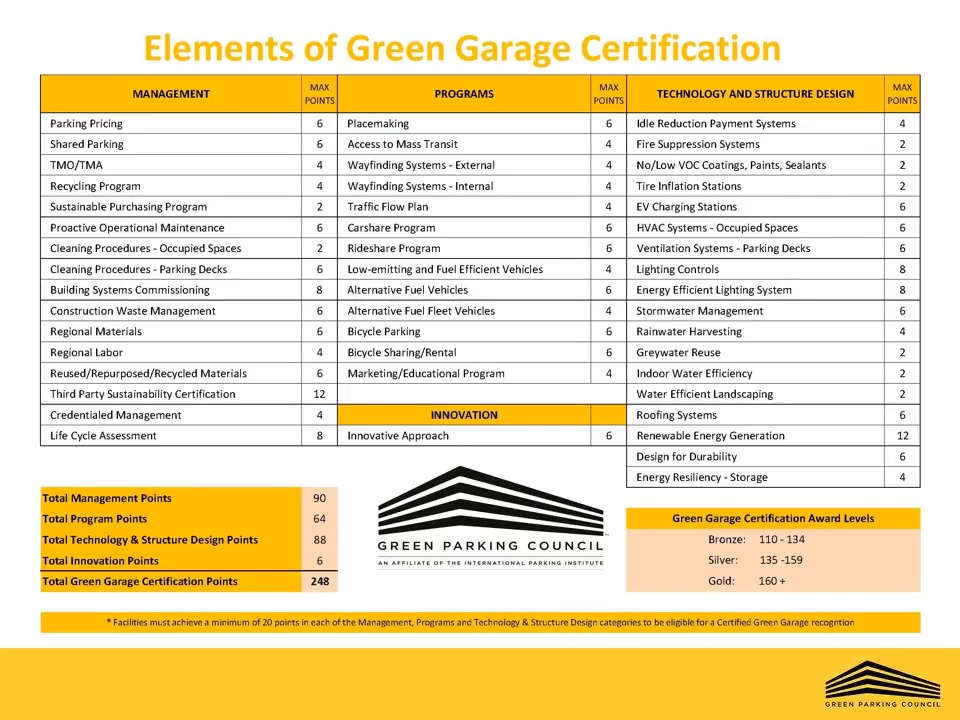 Elements of Green Garage Certification
MANAGEMENT MAX POINTS PROGRAMS MAX POINTS TECHNOLOGY AND STRUCTURE DESIGN MAX POINTS
Parking Pricing 6 Placemaking 6 Idle Reduction Payment Systems 4
Shared Parking 6 Access to Mass Transit 4 Fire Suppression Systems 2
TMO/TMA 4 Wayfinding Systems - External 4 No/Low VOC Coatings, Paints, Sealants 2
Recycling Program 4 Wayfinding Systems - Internal 4 Tire Inflation Stations 2
Sustainable Purchasing Program 2 Traffic Flow Plan 4 EV Charging Stations 6
Proactive Operational Maintenance 6 Carshare Program 6 HVAC Systems - Occupied Spaces 6
Cleaning Procedures - Occupied Spaces 2 Rideshare Program 6 Ventilation Systems - Parking Decks 6
Cleaning Procedures - Parking Decks 6 Low-emitting and Fuel Efficient Vehicles 4 Lighting Controls 8
Building Systems Commissioning 8 Alternative Fuel Vehicles 6 Energy Efficient Lighting System 8
Construction Waste Management 6 Alternative Fuel Fleet Vehicles 4 Stormwater Management 6
Regional Materials 6 Bicycle Parking 6 Rainwater Harvesting 4
Regional Labor 4 Bicycle Sharing/Rental 6 Greywater Reuse 2
Reused/Repurposed/Recycled Materials 6 Marketing/Educational Program 4 Indoor Water Efficiency 2
Third Party Sustainability Certification 12 Water Efficient Landscaping 2
Credentialed Management 4 INNOVATION Roofing Systems 6
Life Cycle Assessment 8 Innovative Approach 6 Renewable Energy Generation 12
Design for Durability 6
Energy Resiliency - Storage 4
Total Management Points 90
Total Program Points 64
Total Technology & Structure Design Points 88
Total Innovation Points 6
Total Green Garage Certification Points 248
GREEN PARKING COUNCIL
AN AFFILIATE OF THE INTERNATIONAL PARKING INSTITUTE
Green Garage Certification Award Levels
Bronze: 110 - 134
Silver: 135 -159
Gold: 160 +
* Facilities must achieve a minimum of 20 points in each of the Management, Programs and Technology & Structure Design categories to be eligible for a Certified Green Garage recogntion
GREEN PARKING COUNCIL